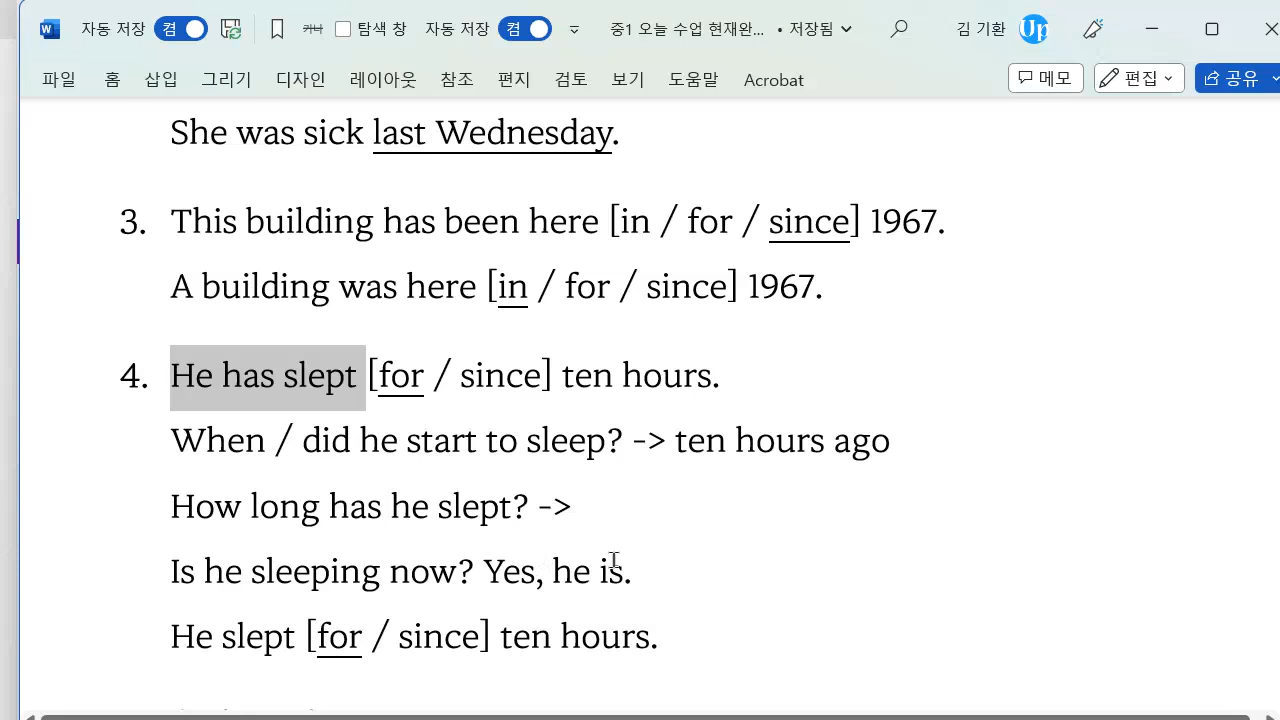 자동 저장 켬 가나 탐색 창 자동 저장 켬 중1 오늘 수업 현재완... • 저장됨 김 기환 Up
파일 홈 삽입 그리기 디자인 레이아웃 참조 편지 검토 보기 도움말 Acrobat 메모 편집 공유
She was sick last Wednesday.
3. This building has been here [in / for / since] 1967.
A building was here [in / for / since] 1967.
4. He has slept [for / since] ten hours.
When / did he start to sleep? -> ten hours ago
How long has he slept? ->
Is he sleeping now? Yes, he is.
He slept [for / since] ten hours.